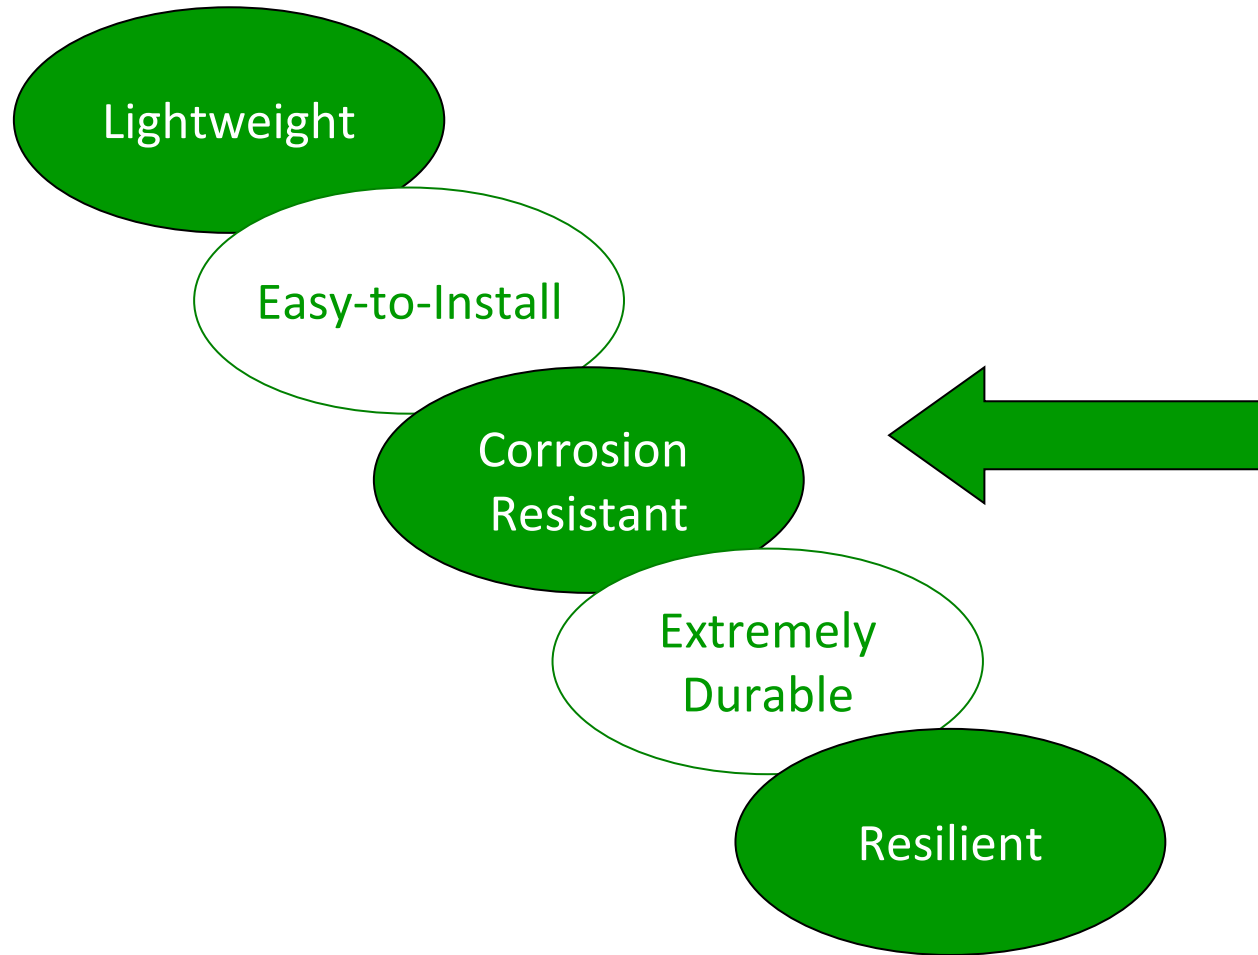 Lightweight
Easy-to-Install
Corrosion
Resistant
Extremely
Durable
Resilient